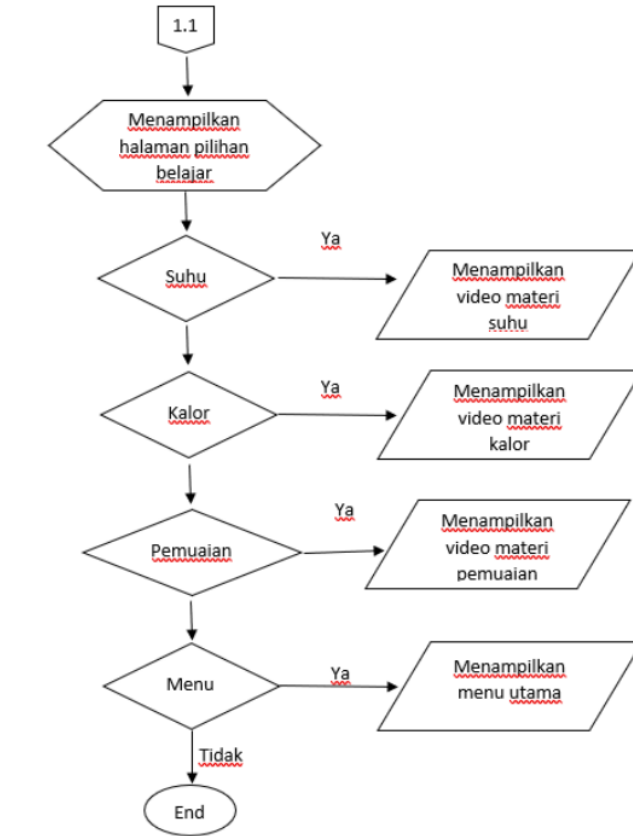 1.1
Menampilkan
halaman pilihan
belajar
Ya
Suhu
Menampilkan
video materi
suhu
Ya
Kalor
Menampilkan
video materi
kalor
Ya
Pemuaian
Menampilkan
video materi
pemuaian
Ya
Menu
Menampilkan
menu utama
Tidak
End